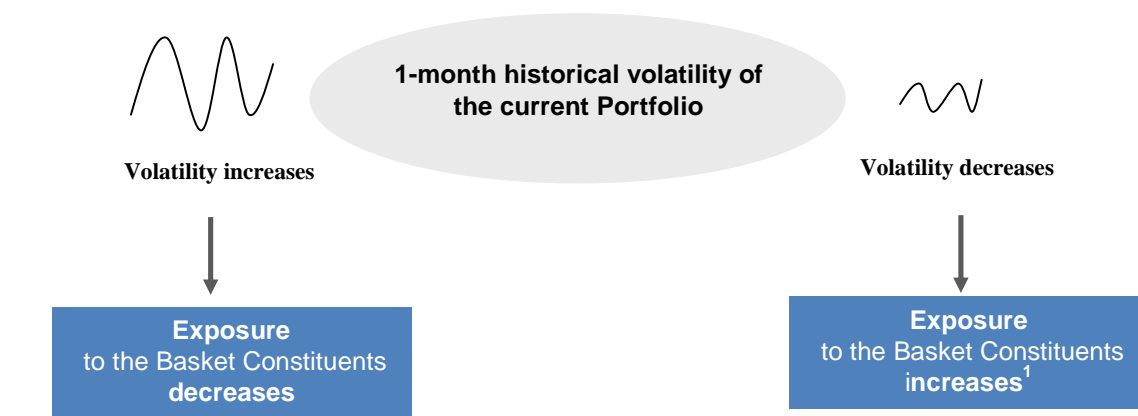 1-month historical volatility of
the current Portfolio
Volatility increases
Volatility decreases
Exposure
to the Basket Constituents
decreases
Exposure
to the Basket Constituents
increases¹